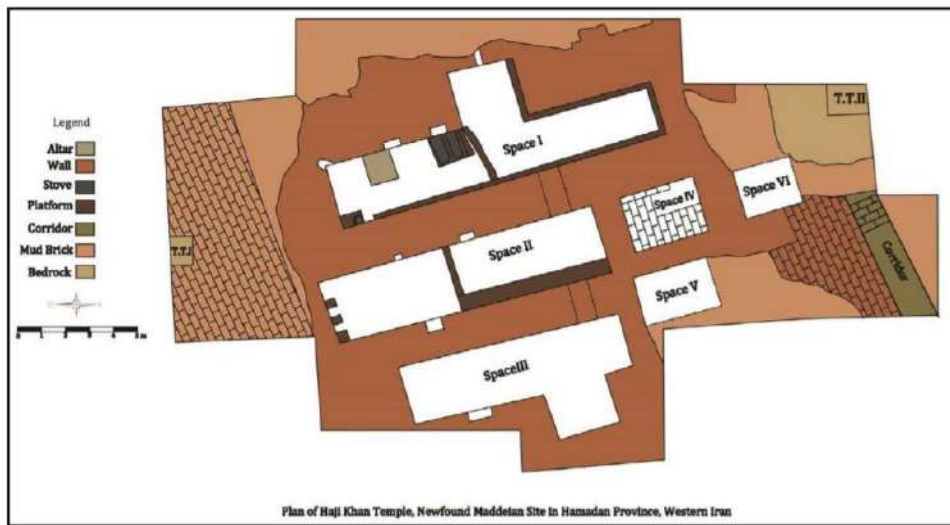 Legend
Altar
Wall
Stove
Platform
Corridor
Mud Brick
Bedrock
T.T.I
T.T.II
Space I
Space II
SpaceIII
Space IV
Space V
Space VI
Corridor
Plan of Haji Khan Temple, Newfound Maddeian Site in Hamadan Province, Western Iran